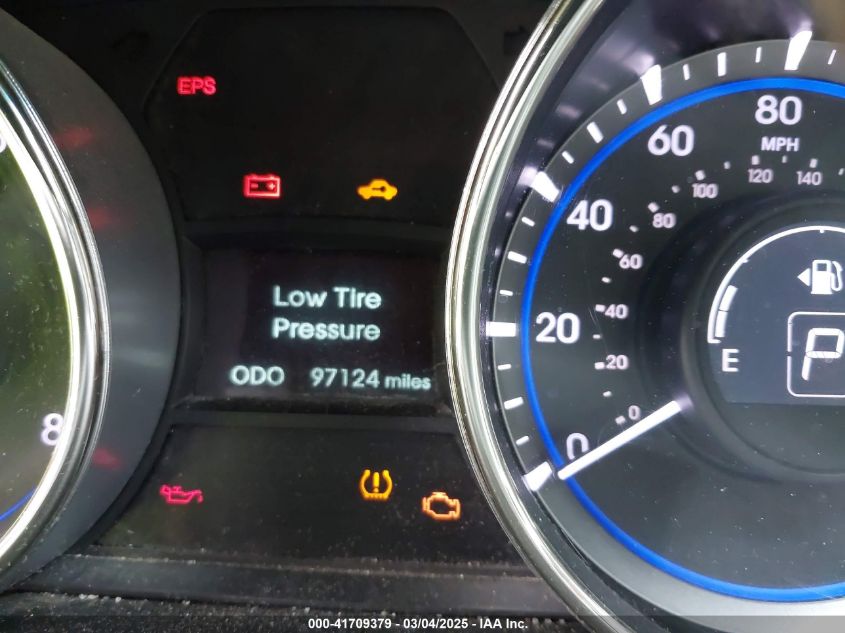 EPS
Low Tire
Pressure
ODO 97124 miles
8
0 20 40 60 80
MPH
0 20 40 60 80 100 120 140
E
P
000-41709379 - 03/04/2025 - IAA Inc.